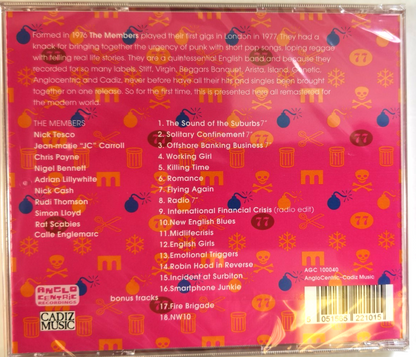 Formed in 1976 The Members played their first gigs in London in 1977. They had a
knack for bringing together the urgency of punk with short pop songs, loping reggae
with telling real life stories. They are a quintessential English band and because they
recorded for so many labels, Stiff, Virgin, Beggars Banquet, Arista, Island, Genetic,
Anglocentric and Cadiz, never before have all their hits and singles been brought
together on one release. So for the first time, this is presented here all remastered for
the modern world.
THE MEMBERS
Nick Tesco
Jean-marie "JC" Carroll
Chris Payne
Nigel Bennett
Adrian Lillywhite
Nick Cash
Rudi Thomson
Simon Lloyd
Rat Scabies
Calle Englemarc
1. The Sound of the Suburbs 7"
2. Solitary Confinement 7"
3. Offshore Banking Business 7"
4. Working Girl
5. Killing Time
6. Romance
7. Flying Again
8. Radio 7"
9. International Financial Crisis (radio edit)
10. New English Blues
11. Midlifecrisis
12. English Girls
13. Emotional Triggers
14. Robin Hood in Reverse
15. Incident at Surbiton
16. Smartphone Junkie
bonus tracks
17. Fire Brigade
18. NW10
ANGLO
CENTRIC
RECORDINGS
CADIZ
MUSIC
AGC 100040
AngloCentric-Cadiz Music
77
77
77